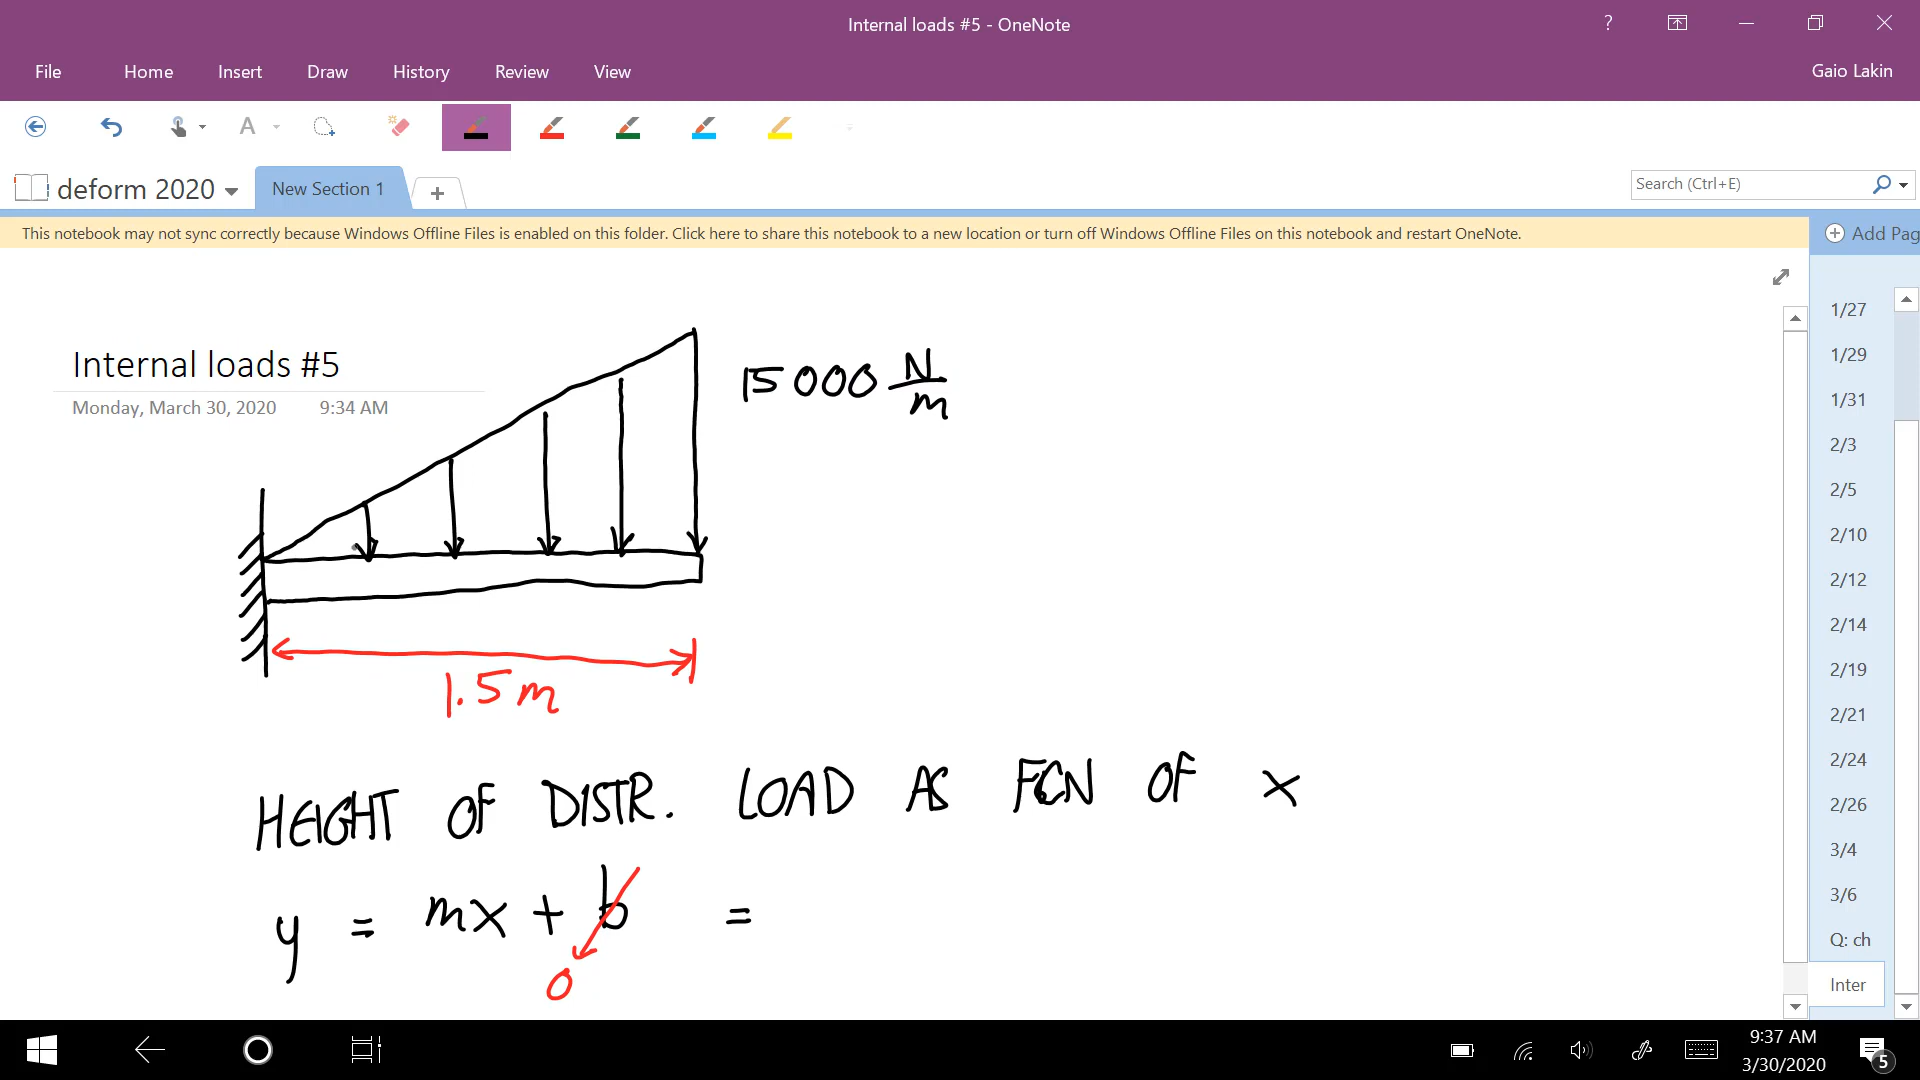 Internal loads #5 - OneNote
?
File Home Insert Draw History Review View
Gaio Lakin
A
deform 2020
New Section 1
+
Search (Ctrl+E)
This notebook may not sync correctly because Windows Offline Files is enabled on this folder. Click here to share this notebook to a new location or turn off Windows Offline Files on this notebook and restart OneNote.
Add Pag
Internal loads #5
Monday, March 30, 2020 9:34 AM
15000 N/m
1.5 m
HEIGHT OF DISTR. LOAD AS FCN OF x
y = mx + b =
0
1/27
1/29
1/31
2/3
2/5
2/10
2/12
2/14
2/19
2/21
2/24
2/26
3/4
3/6
Q: ch
Inter
9:37 AM
3/30/2020
5